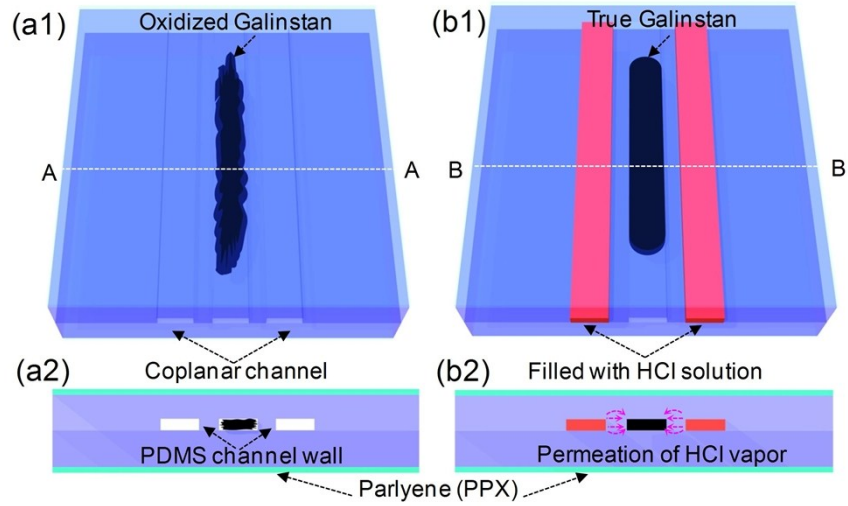 (a1)
Oxidized Galinstan
(b1)
True Galinstan
A
A
B
B
(a2)
Coplanar channel
(b2)
Filled with HCl solution
PDMS channel wall
Permeation of HCl vapor
Parlyene (PPX)